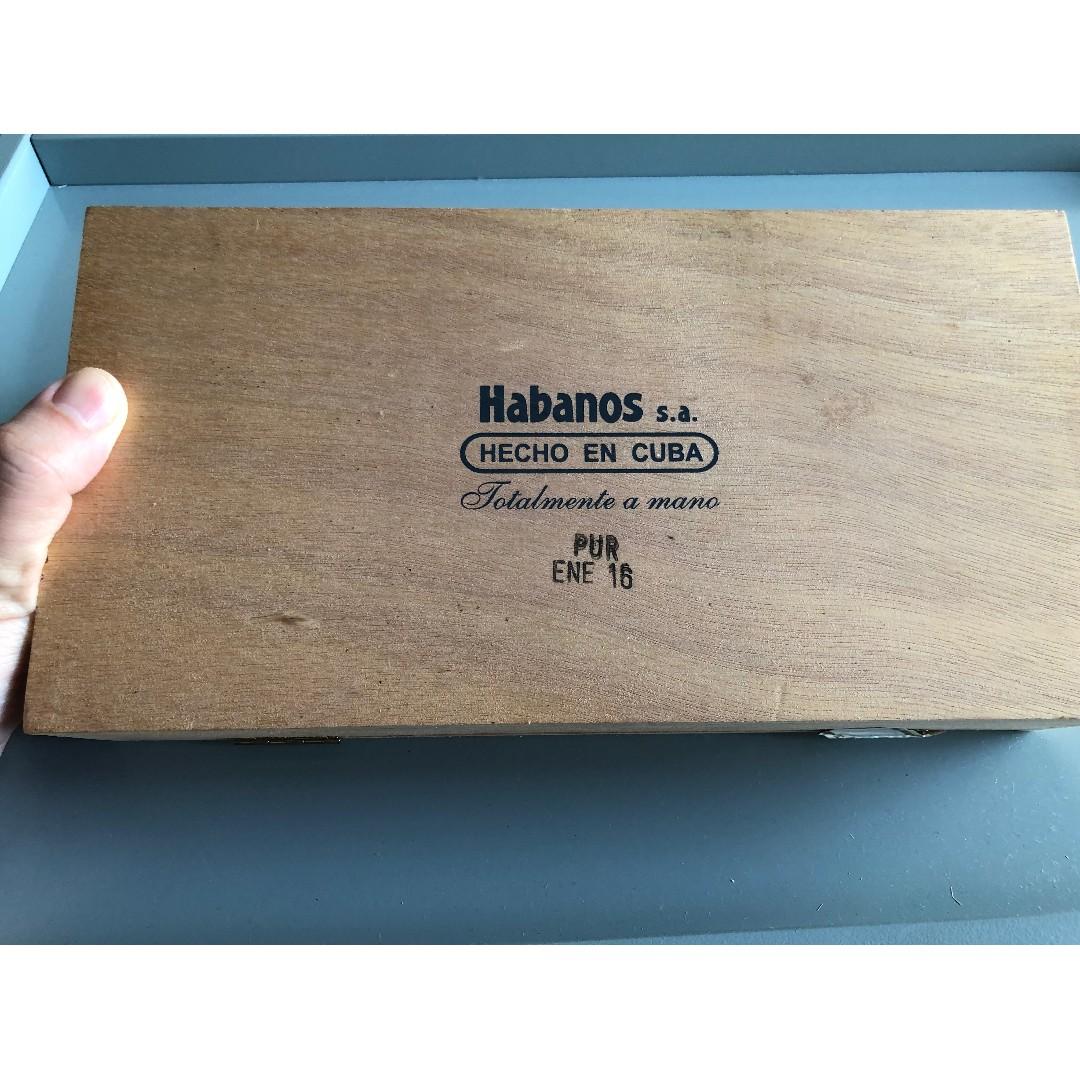 Habanos s.a.
HECHO EN CUBA
Totalmente a mano
PUR
ENE 16